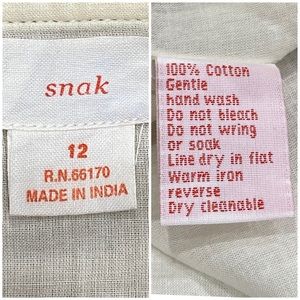 snak
12
R.N.66170
MADE IN INDIA
100% Cotton
Gentle
hand wash
Do not bleach
Do not wring
or soak
Line dry in flat
Warm iron
reverse
Dry cleanable